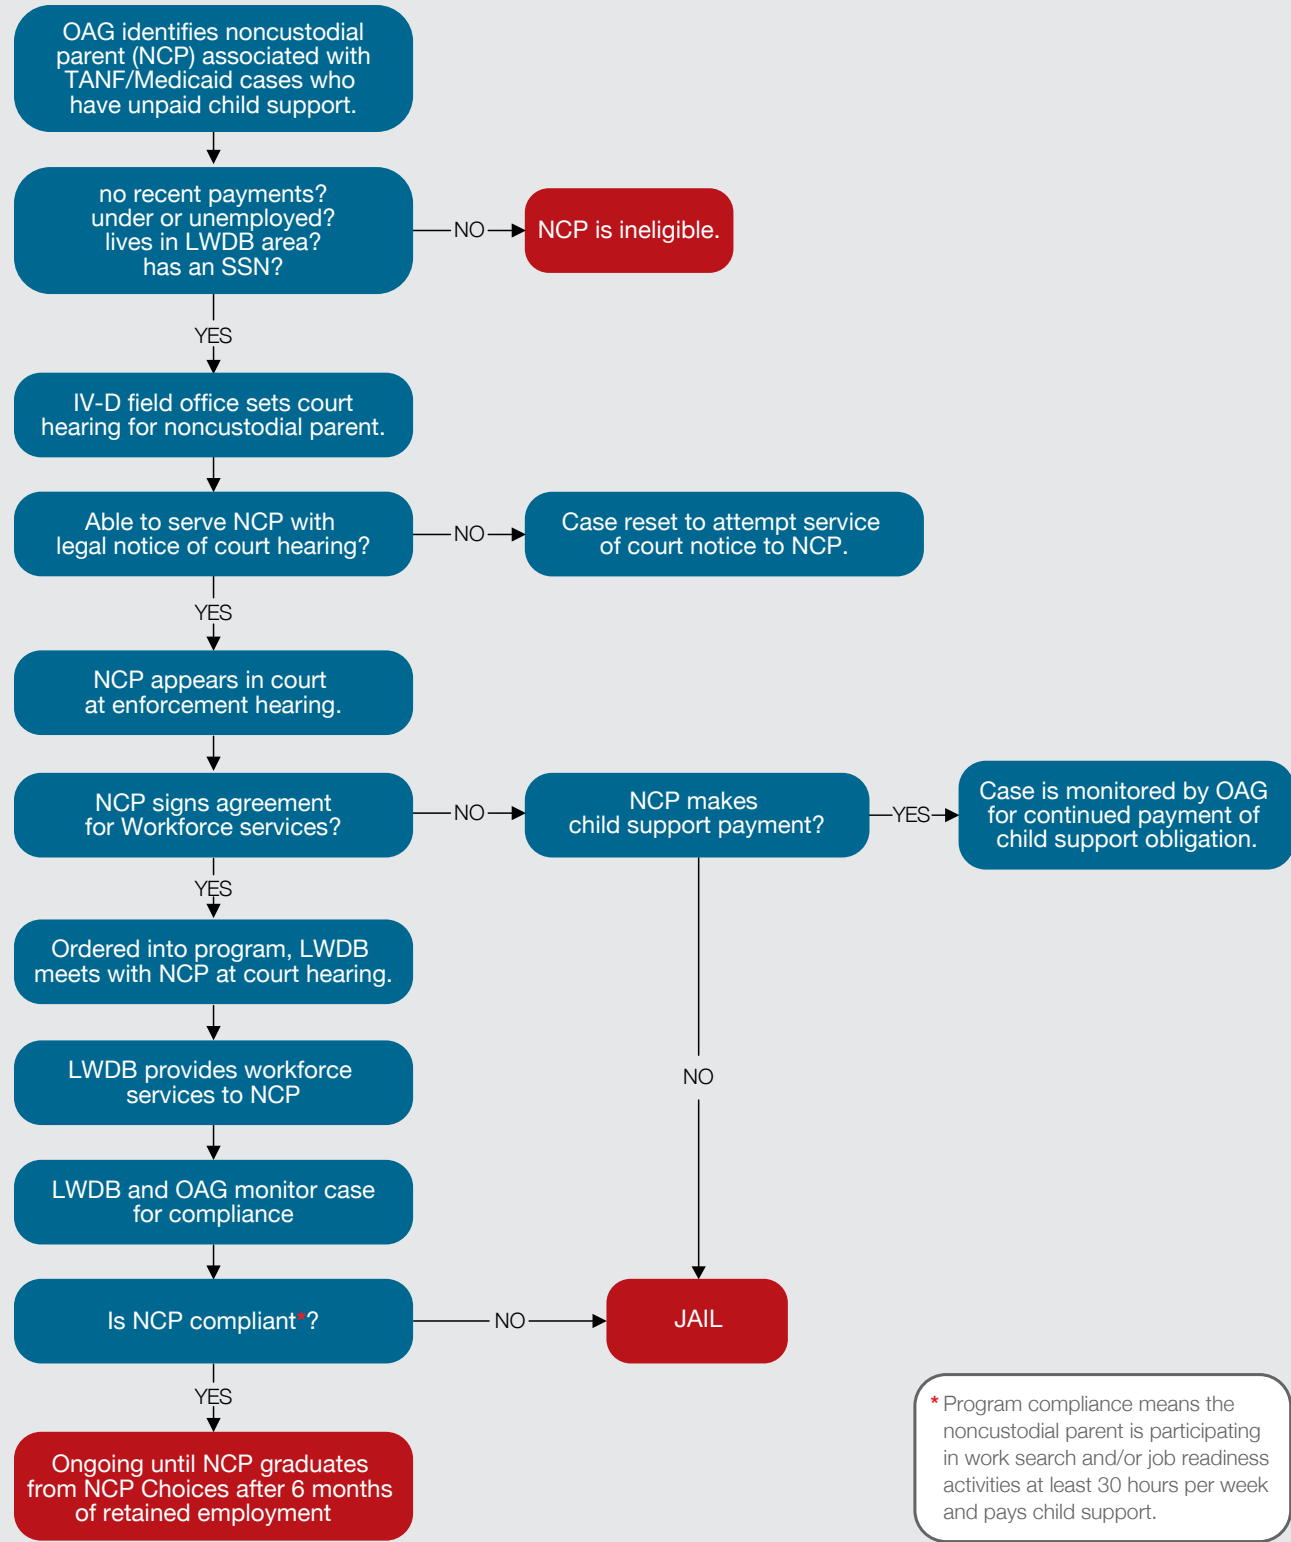 OAG identifies noncustodial
parent (NCP) associated with
TANF/Medicaid cases who
have unpaid child support.
no recent payments?
under or unemployed?
lives in LWDB area?
has an SSN?
NO
NCP is ineligible.
YES
IV-D field office sets court
hearing for noncustodial parent.
Able to serve NCP with
legal notice of court hearing?
NO
Case reset to attempt service
of court notice to NCP.
YES
NCP appears in court
at enforcement hearing.
NCP signs agreement
for Workforce services?
NO
NCP makes
child support payment?
YES
Case is monitored by OAG
for continued payment of
child support obligation.
YES
Ordered into program, LWDB
meets with NCP at court hearing.
LWDB provides workforce
services to NCP
NO
LWDB and OAG monitor case
for compliance
Is NCP compliant*?
NO
JAIL
YES
Ongoing until NCP graduates
from NCP Choices after 6 months
of retained employment
* Program compliance means the
noncustodial parent is participating
in work search and/or job readiness
activities at least 30 hours per week
and pays child support.